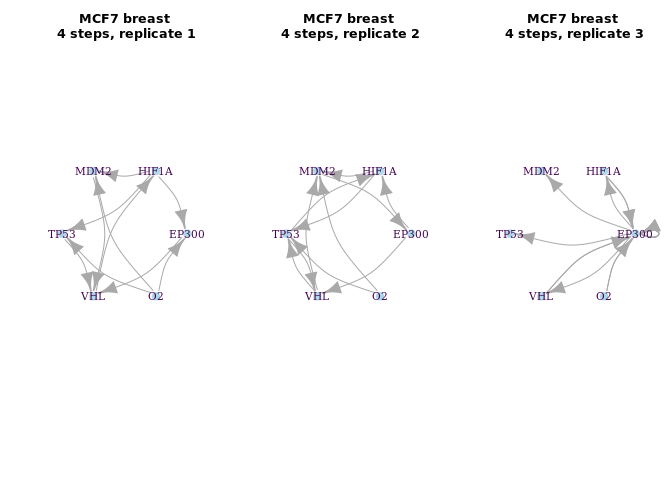 MCF7 breast
4 steps, replicate 1
MCF7 breast
4 steps, replicate 2
MCF7 breast
4 steps, replicate 3
MDM2 HIF1A
TP53 EP300
VHL O2
MDM2 HIF1A
TP53 EP300
VHL O2
MDM2 HIF1A
TP53 EP300
VHL O2